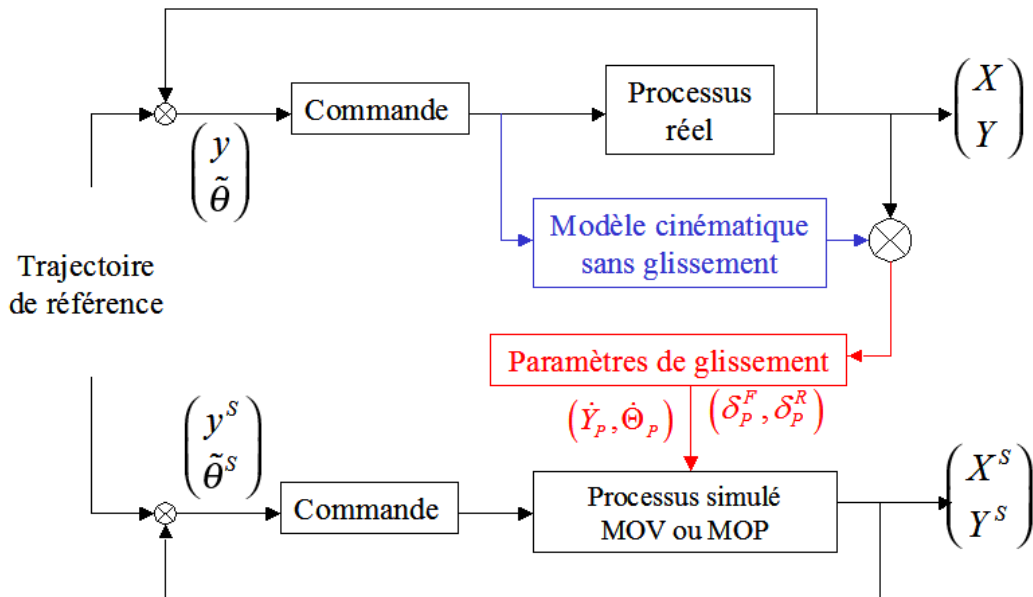 Commande
Processus
réel
(X
Y)
(y
θ̃)
Modèle cinématique
sans glissement
Trajectoire
de référence
Paramètres de glissement
(Ẏ_P, Θ̇_P) (δ_P^F, δ_P^R)
(y^S
θ̃^S)
Commande
Processus simulé
MOV ou MOP
(X^S
Y^S)